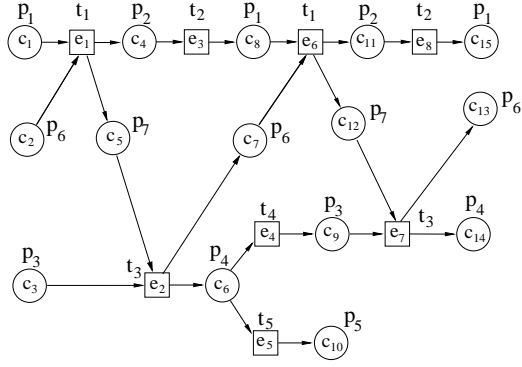 p1 t1 p2 t2 p1 t1 p2 t2 p1
c1 e1 c4 e3 c8 e6 c11 e8 c15
c13 p6
c2 p6 c5 p7 c7 p6 c12 p7
t4 p3 t3 p4
e4 c9 e7 c14
p3 t3 p4
c3 e2 c6
t5 p5
e5 c10